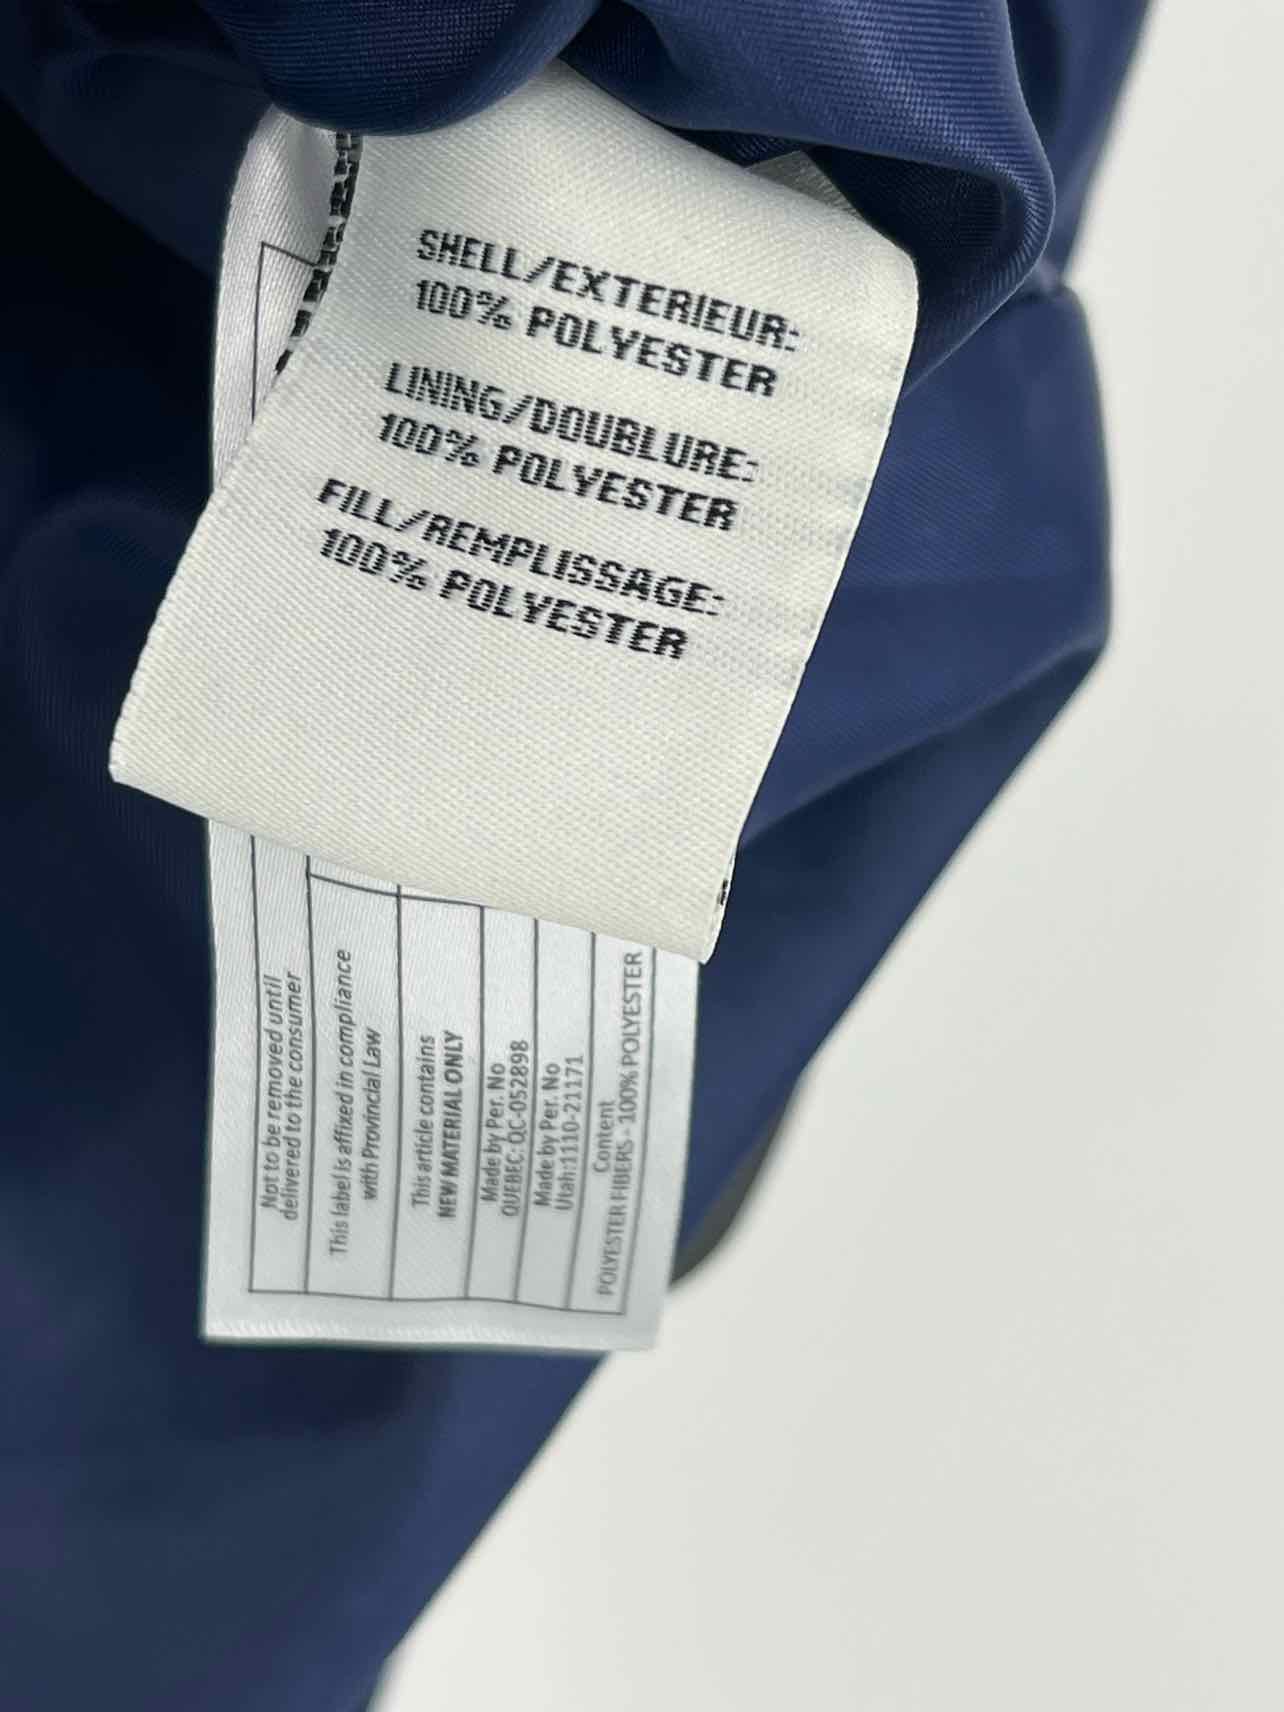 SHELL/EXTERIEUR:
100% POLYESTER
LINING/DOUBLURE:
100% POLYESTER
FILL/REMPLISSAGE:
100% POLYESTER
Not to be removed until
delivered to the consumer
This label is affixed in compliance
with Provincial Law
This article contains
NEW MATERIAL ONLY
Made by Per. No
QUEBEC: QC-052898
Made by Per. No
Utah:1110-21171
Content
POLYESTER FIBERS - 100% POLYESTER